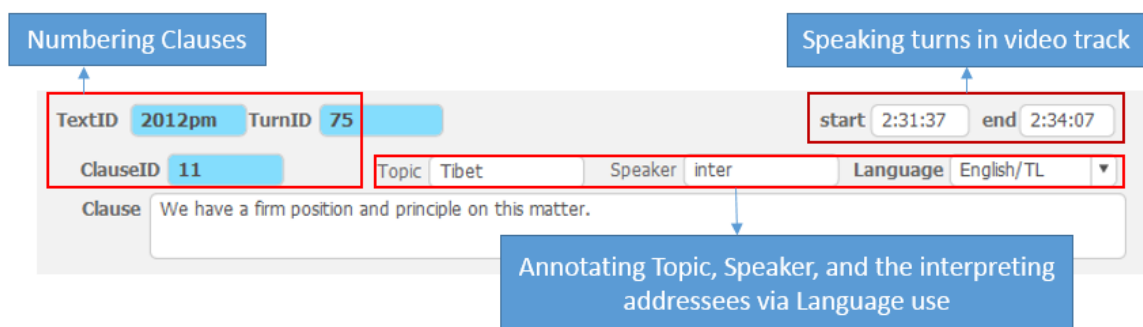 Numbering Clauses
Speaking turns in video track
TextID 2012pm TurnID 75 start 2:31:37 end 2:34:07
ClauseID 11 Topic Tibet Speaker inter Language English/TL
Clause We have a firm position and principle on this matter.
Annotating Topic, Speaker, and the interpreting
addressees via Language use